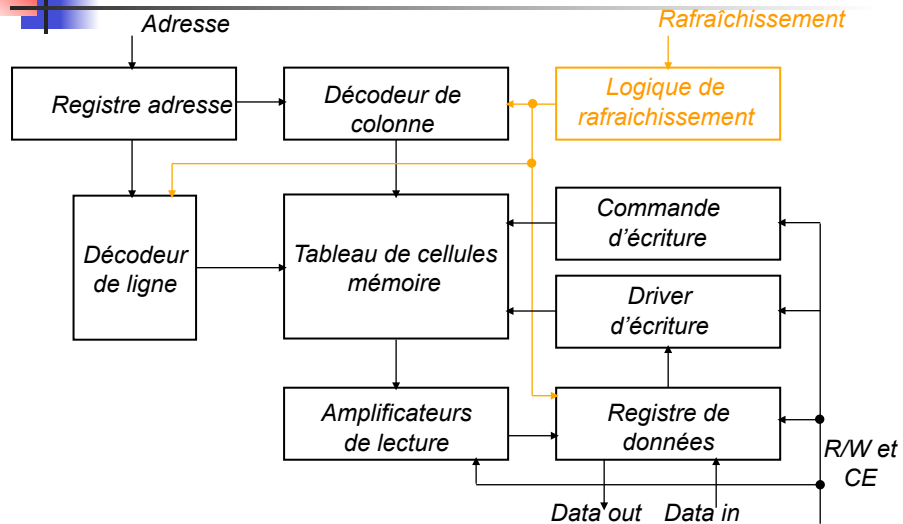 Adresse
Rafraîchissement
Registre adresse
Décodeur de
colonne
Logique de
rafraichissement
Décodeur
de ligne
Tableau de cellules
mémoire
Commande
d'écriture
Driver
d'écriture
Amplificateurs
de lecture
Registre de
données
R/W et
CE
Data out
Data in